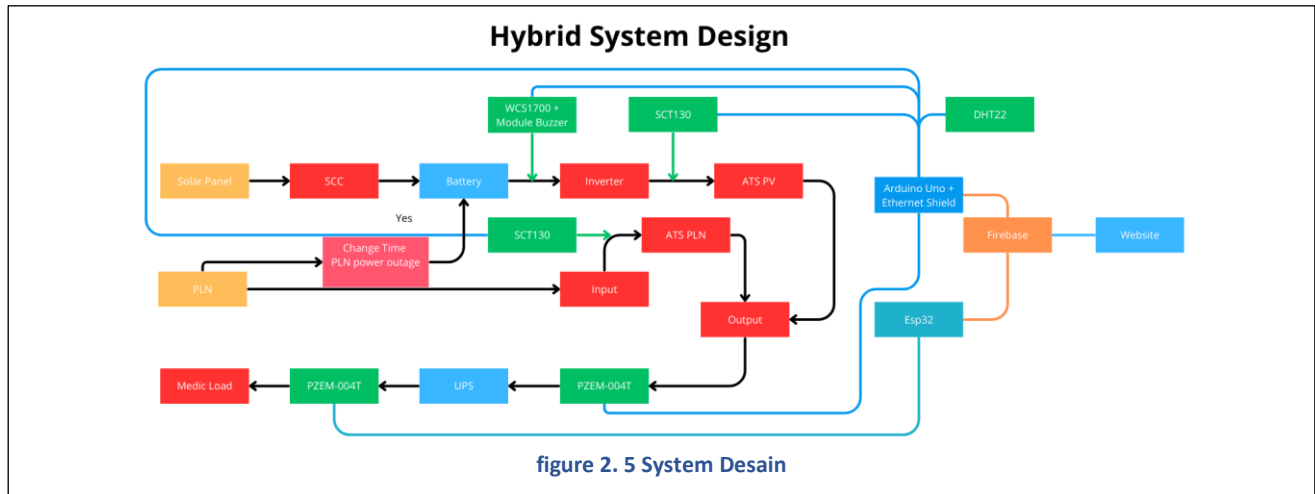 Hybrid System Design
WCS1700 +
Module Buzzer
SCT130
DHT22
Solar Panel
SCC
Battery
Inverter
ATS PV
Arduino Uno +
Ethernet Shield
Yes
SCT130
ATS PLN
Firebase
Website
Change Time
PLN power outage
PLN
Input
Output
Esp32
Medic Load
PZEM-004T
UPS
PZEM-004T
figure 2. 5 System Desain